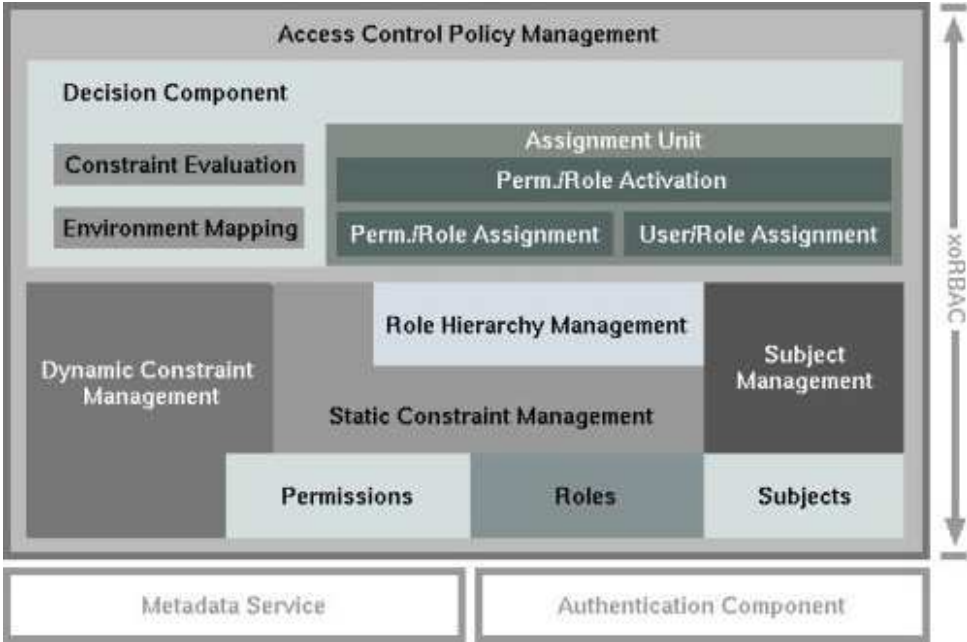 Access Control Policy Management
Decision Component
Assignment Unit
Constraint Evaluation
Perm./Role Activation
Environment Mapping
Perm./Role Assignment
User/Role Assignment
Role Hierarchy Management
Dynamic Constraint
Management
Subject
Management
Static Constraint Management
Permissions
Roles
Subjects
xoRBAC
Metadata Service
Authentication Component